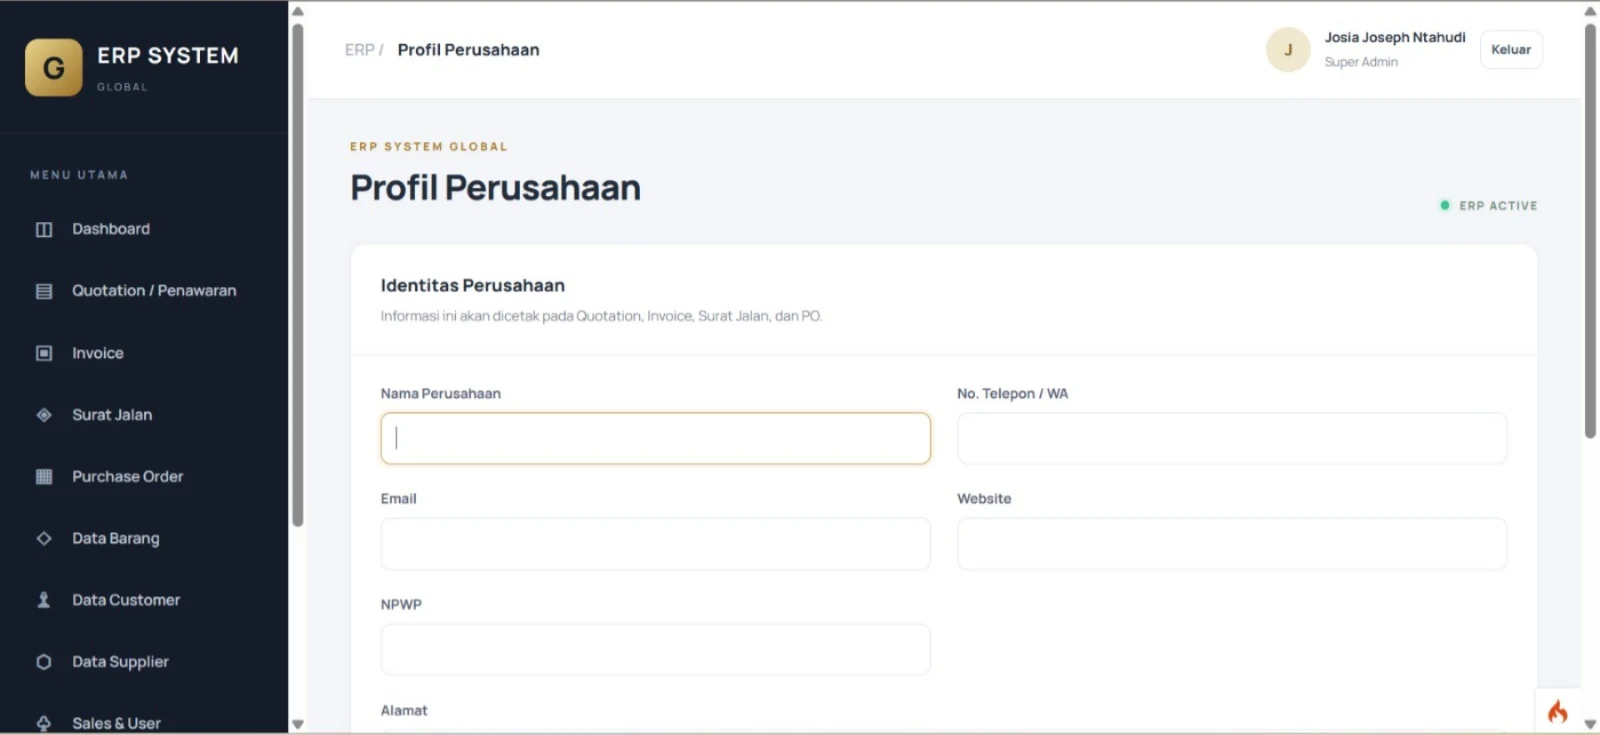 G
ERP SYSTEM
GLOBAL
MENU UTAMA
Dashboard
Quotation / Penawaran
Invoice
Surat Jalan
Purchase Order
Data Barang
Data Customer
Data Supplier
Sales & User
ERP / Profil Perusahaan
J
Josia Joseph Ntahudi
Super Admin
Keluar
ERP SYSTEM GLOBAL
Profil Perusahaan
ERP ACTIVE
Identitas Perusahaan
Informasi ini akan dicetak pada Quotation, Invoice, Surat Jalan, dan PO.
Nama Perusahaan
No. Telepon / WA
Email
Website
NPWP
Alamat